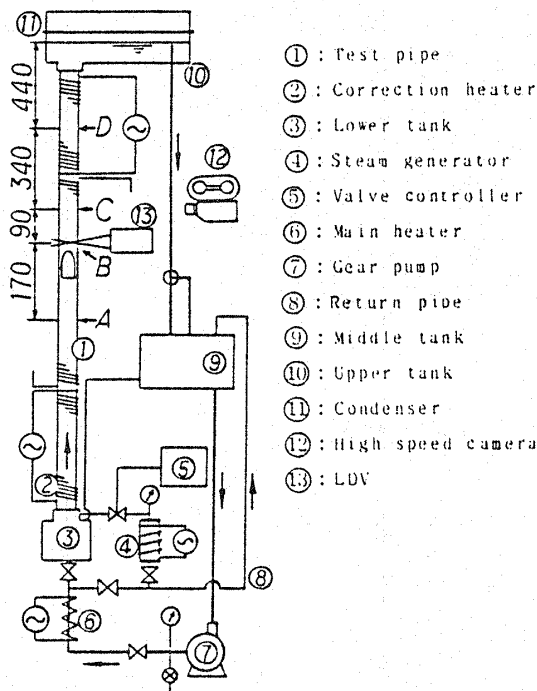 ⑪
⑩
440
D
340
⑫
C
90
⑬
B
170
A
①
⑨
②
⑤
③
④
⑧
⑥
⑦
① : Test pipe
② : Correction heater
③ : Lower tank
④ : Steam generator
⑤ : Valve controller
⑥ : Main heater
⑦ : Gear pump
⑧ : Return pipe
⑨ : Middle tank
⑩ : Upper tank
⑪ : Condenser
⑫ : High speed camera
⑬ : LDV